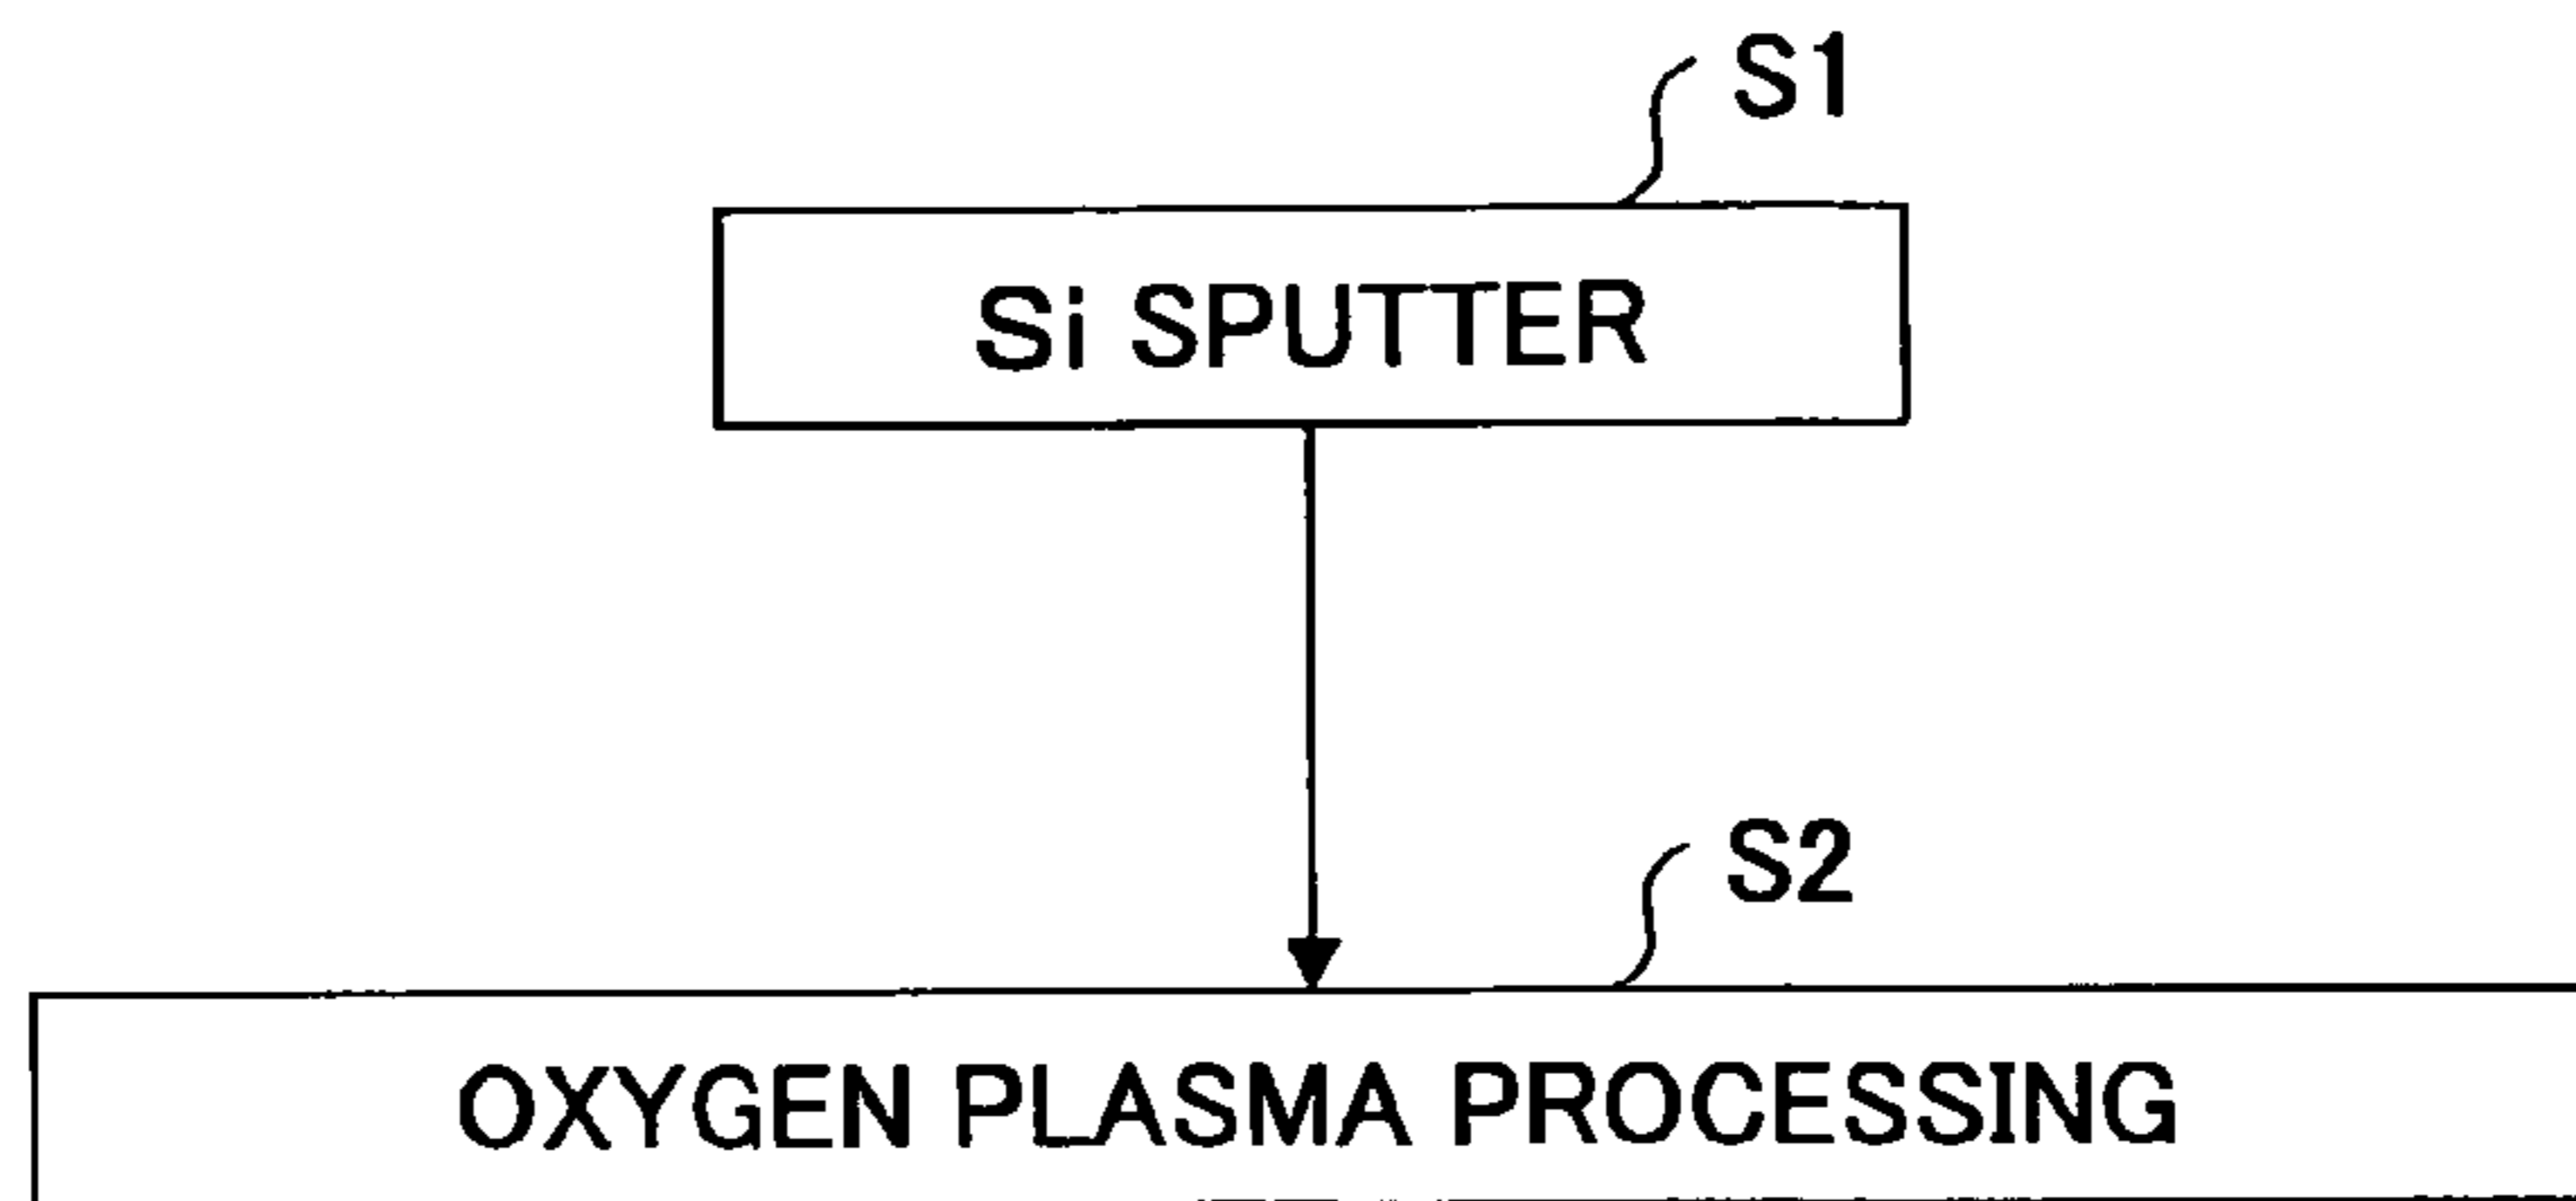 S1
Si SPUTTER
S2
OXYGEN PLASMA PROCESSING